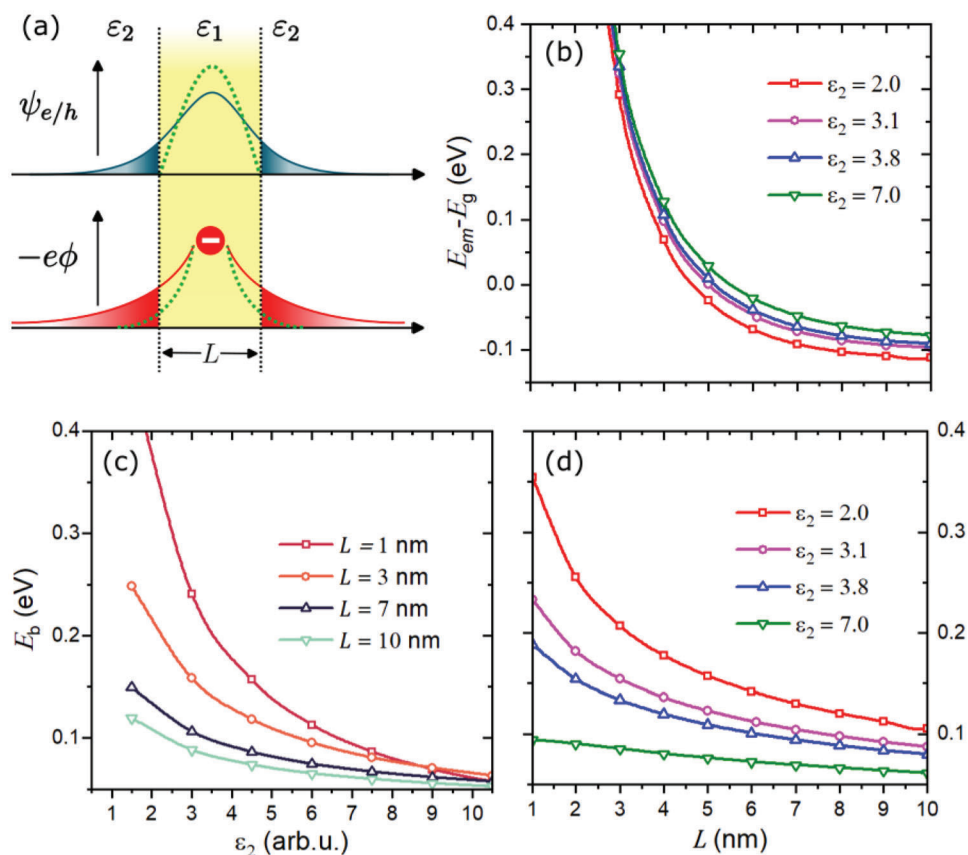 (a)
ε₂ ε₁ ε₂
ψe/h
−eϕ
L
(b)
0.4
0.3
0.2
0.1
0.0
-0.1
Eem-Eg (eV)
ε₂ = 2.0
ε₂ = 3.1
ε₂ = 3.8
ε₂ = 7.0
(c)
0.4
0.3
0.2
0.1
Eb (eV)
L = 1 nm
L = 3 nm
L = 7 nm
L = 10 nm
1 2 3 4 5 6 7 8 9 10
ε₂ (arb.u.)
(d)
ε₂ = 2.0
ε₂ = 3.1
ε₂ = 3.8
ε₂ = 7.0
0.4
0.3
0.2
0.1
1 2 3 4 5 6 7 8 9 10
L (nm)